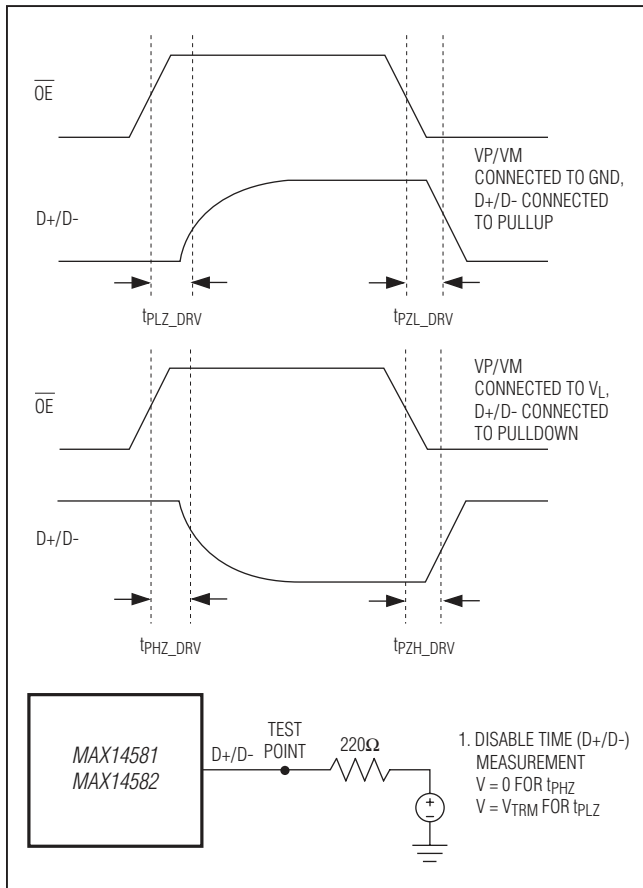 OE
VP/VM
CONNECTED TO GND,
D+/D- CONNECTED
TO PULLUP
D+/D-
tPLZ_DRV
tPZL_DRV
OE
VP/VM
CONNECTED TO VL,
D+/D- CONNECTED
TO PULLDOWN
D+/D-
tPHZ_DRV
tPZH_DRV
MAX14581
MAX14582
D+/D-
TEST
POINT
220Ω
+
-
1. DISABLE TIME (D+/D-)
MEASUREMENT
V = 0 FOR tPHZ
V = VTRM FOR tPLZ